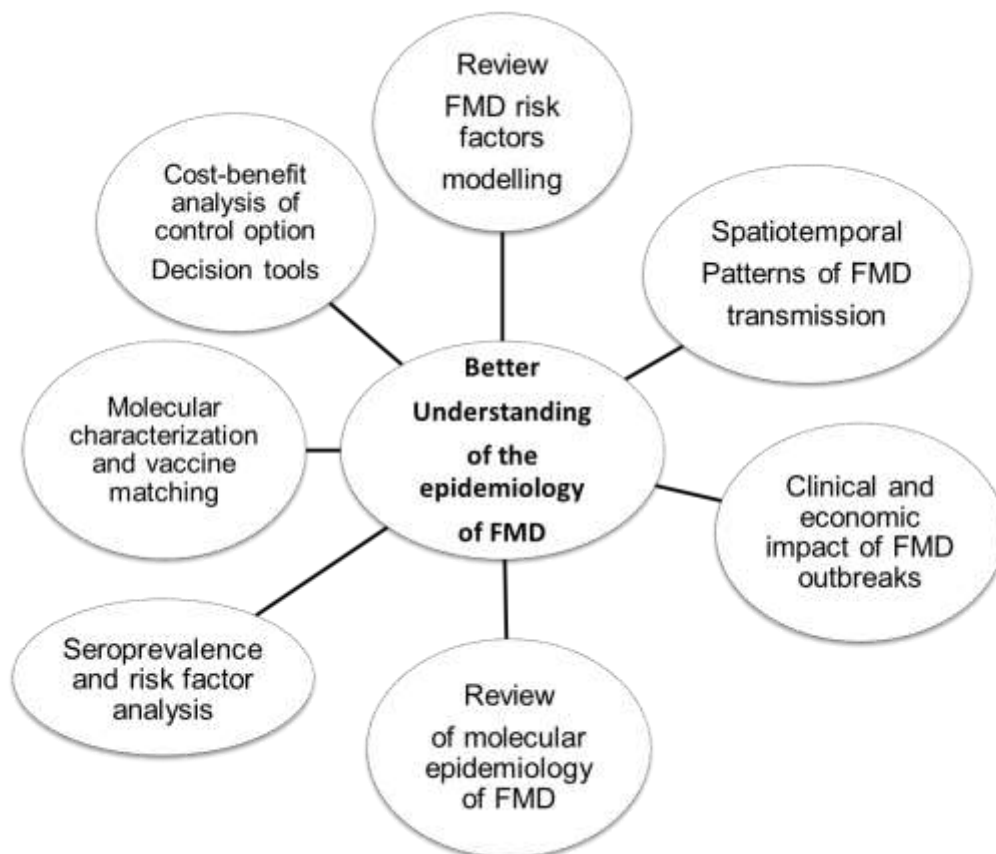 Review
FMD risk
factors
modelling
Cost-benefit
analysis of
control option
Decision tools
Spatiotemporal
Patterns of FMD
transmission
Better
Understanding
of the
epidemiology
of FMD
Molecular
characterization
and vaccine
matching
Clinical and
economic
impact of FMD
outbreaks
Seroprevalence
and risk factor
analysis
Review
of molecular
epidemiology
of FMD